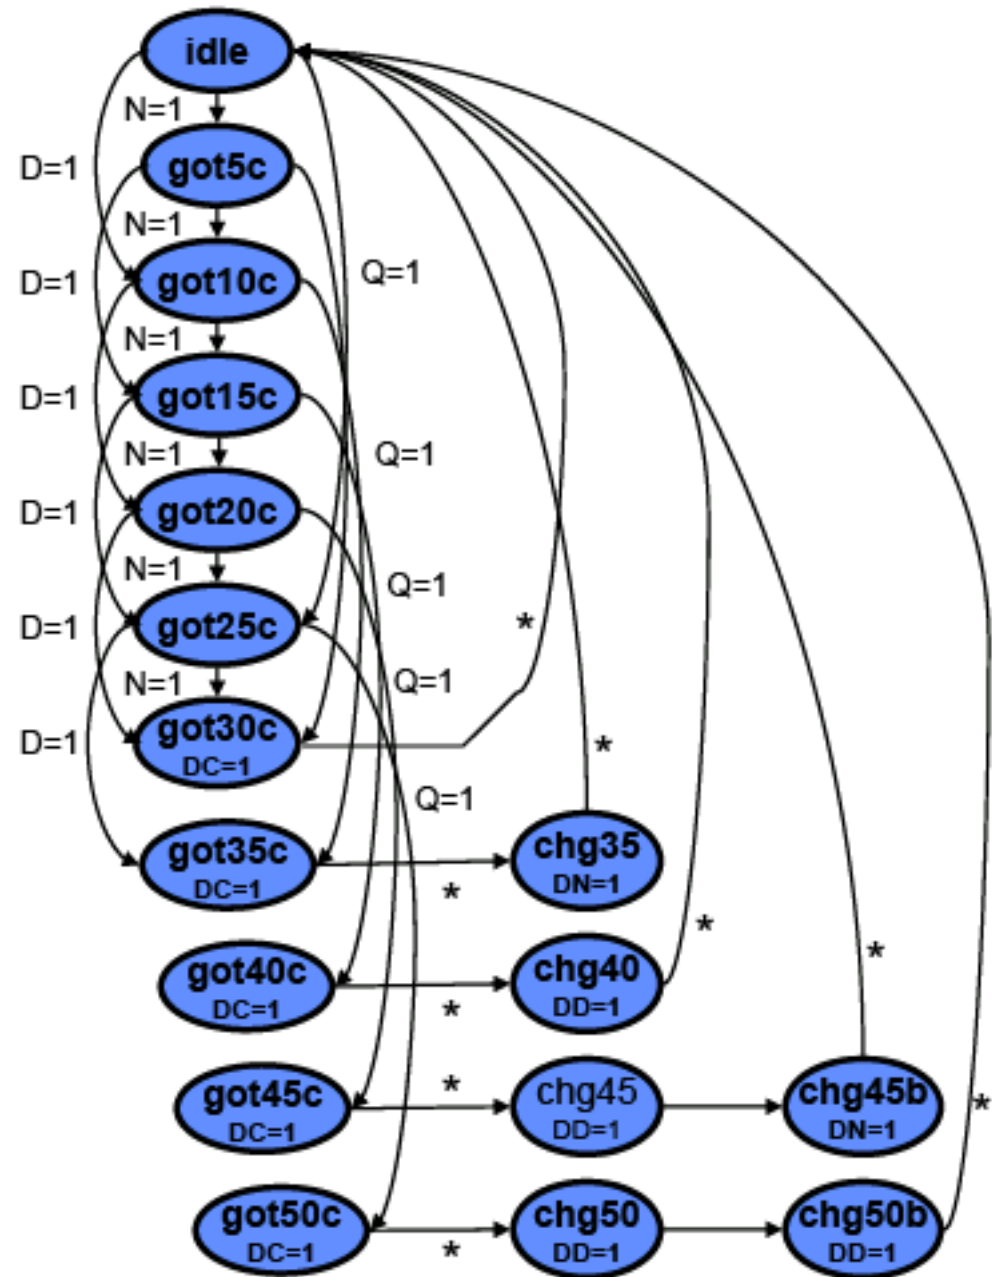 idle
N=1
D=1
got5c
N=1
Q=1
D=1
got10c
N=1
D=1
got15c
N=1
Q=1
D=1
got20c
N=1
Q=1
D=1
got25c
*
N=1
Q=1
D=1
got30c
DC=1
*
Q=1
got35c
DC=1
*
chg35
DN=1
*
got40c
DC=1
*
chg40
DD=1
*
got45c
DC=1
*
chg45
DD=1
chg45b
DN=1
*
got50c
DC=1
*
chg50
DD=1
chg50b
DD=1